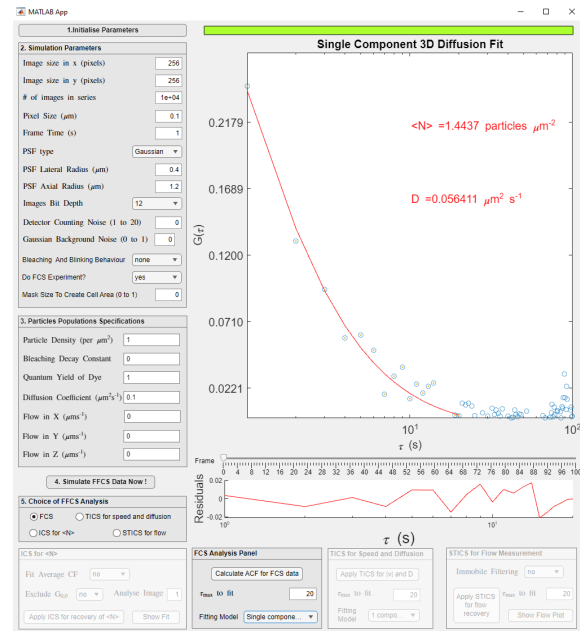 MATLAB App
1.Initialise Parameters
2. Simulation Parameters
Image size in x (pixels) 256
Image size in y (pixels) 256
# of images in series 1e+04
Pixel Size (μm) 0.1
Frame Time (s) 1
PSF type Gaussian
PSF Lateral Radius (μm) 0.4
PSF Axial Radius (μm) 1.2
Images Bit Depth 12
Detector Counting Noise (1 to 20) 0
Gaussian Background Noise (0 to 1) 0
Bleaching And Blinking Behaviour none
Do FCS Experiment? yes
Mask Size To Create Cell Area (0 to 1) 0
3. Particles Populations Specifications
Particle Density (per μm²) 1
Bleaching Decay Constant 0
Quantum Yield of Dye 1
Diffusion Coefficient (μm²s⁻¹) 0.1
Flow in X (μms⁻¹) 0
Flow in Y (μms⁻¹) 0
Flow in Z (μms⁻¹) 0
4. Simulate FFCS Data Now !
5. Choice of FFCS Analysis
FCS TICS for speed and diffusion
ICS for <N> STICS for flow
Single Component 3D Diffusion Fit
<N> =1.4437 particles μm⁻²
D =0.056411 μm² s⁻¹
G(τ)
0.2179
0.1689
0.1200
0.0710
0.0221
10¹ 10²
τ (s)
Frame
0 4 8 12 16 20 24 28 32 36 40 44 48 52 56 60 64 68 72 76 80 84 88 92 96 100
Residuals
0.02
0
-0.02
10⁰ 10¹
τ (s)
ICS for <N>
Fit Average CF no
Exclude G₀,₀ no Analyse Image 1
Apply ICS for recovery of <N> Show Fit
FCS Analysis Panel
Calculate ACF for FCS data
τmax to fit 20
Fitting Model Single compone...
TICS for Speed and Diffusion
Apply TICS for |v| and D
τmax to fit 20
Fitting Model 1 compo...
STICS for Flow Measurement
Immobile Filtering no
Apply STICS for flow recovery
τmax to fit 20
Show Flow Plot